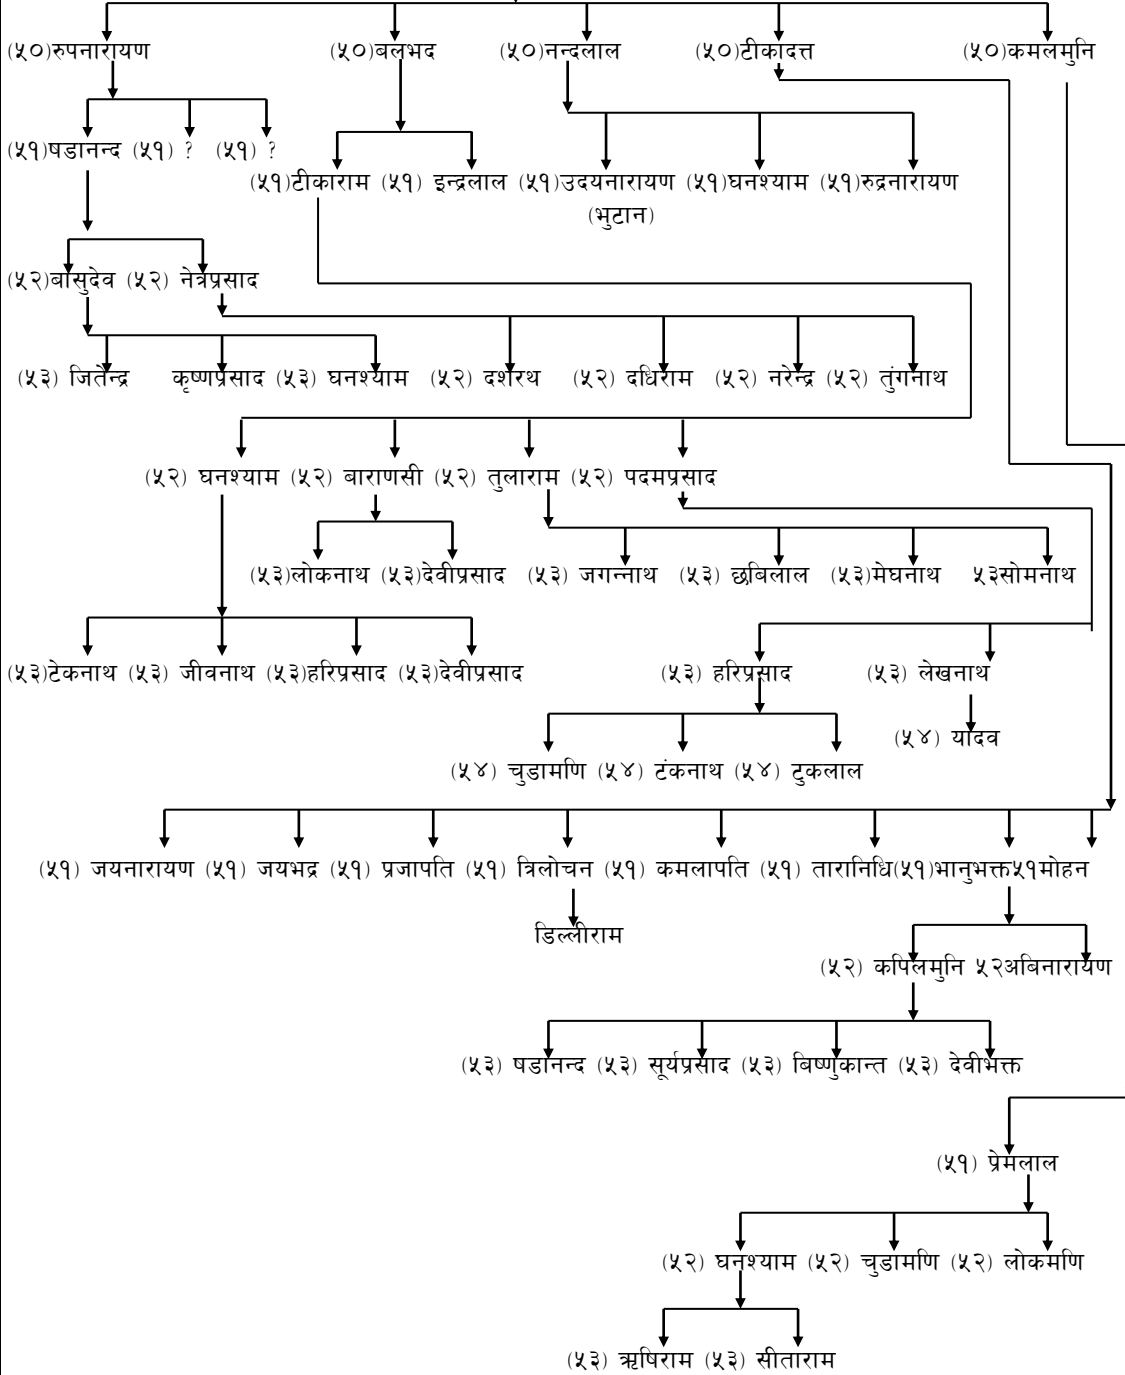 (५०)रुपनारायण (५०)बलभद (५०)नन्दलाल (५०)टीकादत्त (५०)कमलमुनि
(५१)षडानन्द (५१) ? (५१) ?
(५१)टीकाराम (५१) इन्द्रलाल (५१)उदयनारायण (५१)घनश्याम (५१)रुद्रनारायण
(भुटान)
(५२)बासुदेव (५२) नेत्रप्रसाद
(५३) जितेन्द्र कृष्णप्रसाद (५३) घनश्याम (५२) दशरथ (५२) दधिराम (५२) नरेन्द्र (५२) तुंगनाथ
(५२) घनश्याम (५२) बाराणसी (५२) तुलाराम (५२) पदमप्रसाद
(५३)लोकनाथ (५३)देवीप्रसाद (५३) जगन्नाथ (५३) छबिलाल (५३)मेघनाथ ५३सोमनाथ
(५३)टेकनाथ (५३) जीवनाथ (५३)हरिप्रसाद (५३)देवीप्रसाद (५३) हरिप्रसाद (५३) लेखनाथ
(५४) यादव
(५४) चुडामणि (५४) टंकनाथ (५४) टुकलाल
(५१) जयनारायण (५१) जयभद्र (५१) प्रजापति (५१) त्रिलोचन (५१) कमलापति (५१) तारानिधि(५१)भानुभक्त५१मोहन
डिल्लीराम
(५२) कपिलमुनि ५२अबिनारायण
(५३) षडानन्द (५३) सूर्यप्रसाद (५३) बिष्णुकान्त (५३) देवीभक्त
(५१) प्रेमलाल
(५२) घनश्याम (५२) चुडामणि (५२) लोकमणि
(५३) ऋषिराम (५३) सीताराम